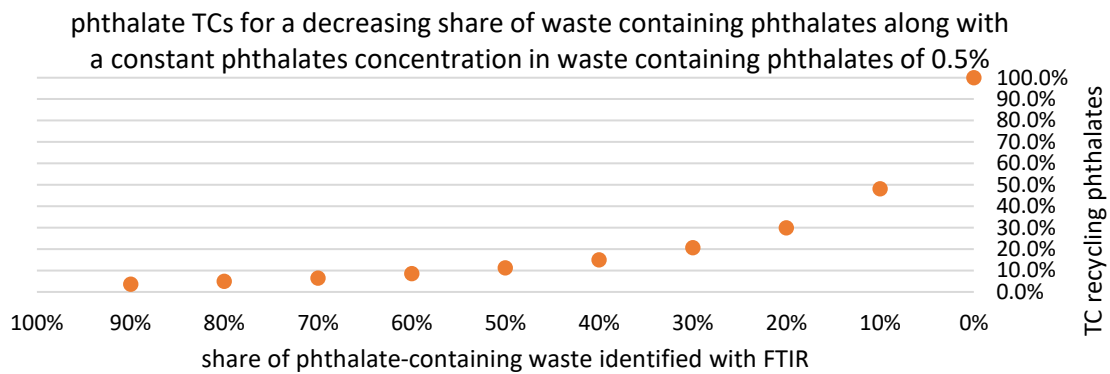 phthalate TCs for a decreasing share of waste containing phthalates along with
a constant phthalates concentration in waste containing phthalates of 0.5%
100.0%
90.0%
80.0%
70.0%
60.0%
50.0%
40.0%
30.0%
20.0%
10.0%
0.0%
TC recycling phthalates
100% 90% 80% 70% 60% 50% 40% 30% 20% 10% 0%
share of phthalate-containing waste identified with FTIR